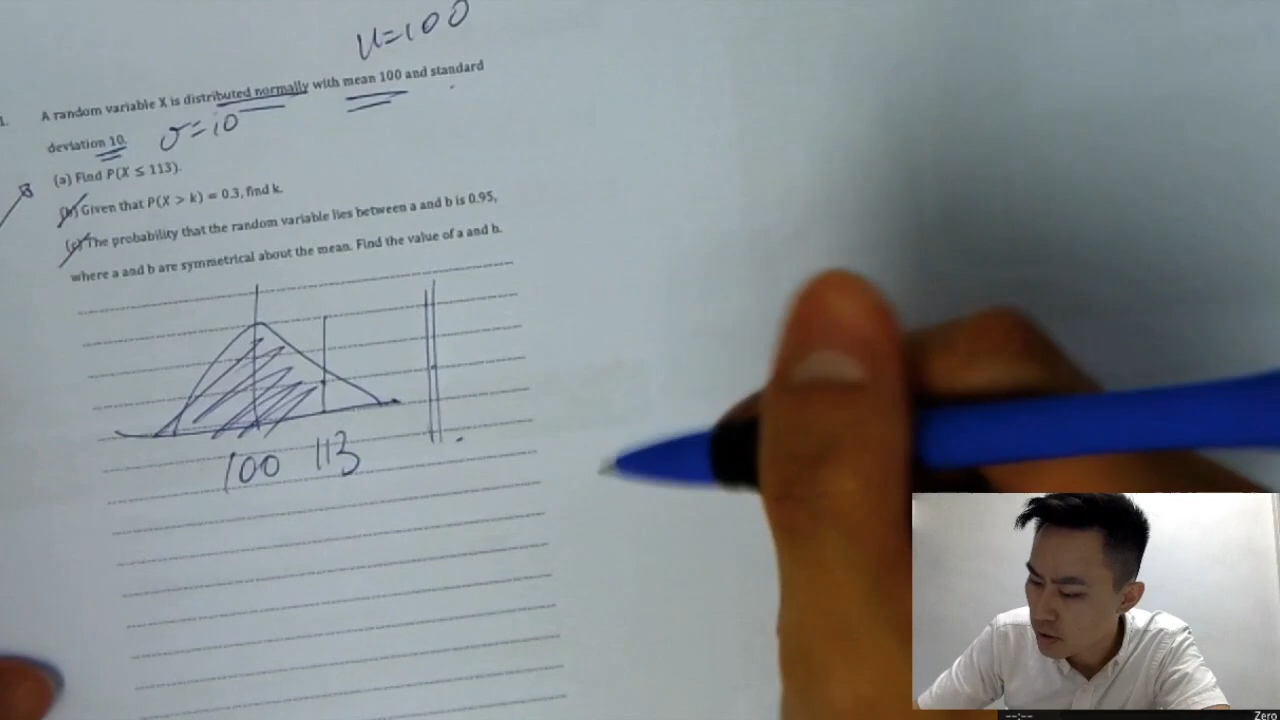 u=100
1. A random variable X is distributed normally with mean 100 and standard
deviation 10. σ=10
(a) Find P(X ≤ 113).
(b) Given that P(X > k) = 0.3, find k.
(c) The probability that the random variable lies between a and b is 0.95,
where a and b are symmetrical about the mean. Find the value of a and b.
100 113
--:-- Zero